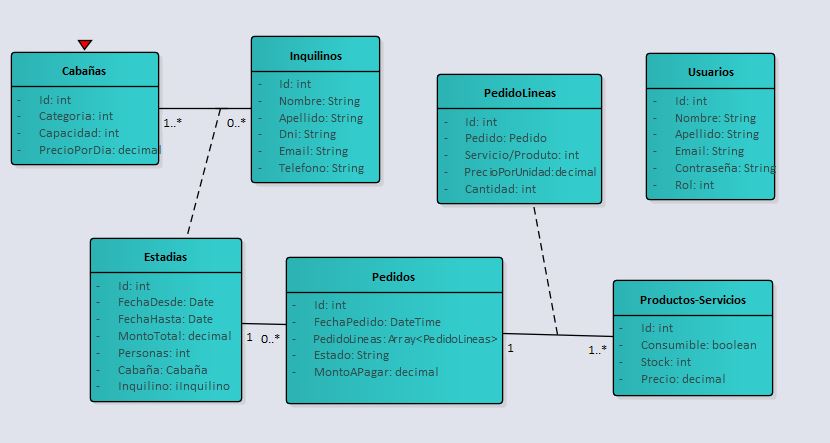 Cabañas
- Id: int
- Categoria: int
- Capacidad: int
- PrecioPorDia: decimal
1..*
0..*
Inquilinos
- Id: int
- Nombre: String
- Apellido: String
- Dni: String
- Email: String
- Telefono: String
PedidoLineas
- Id: int
- Pedido: Pedido
- Servicio/Produto: int
- PrecioPorUnidad:decimal
- Cantidad: int
Usuarios
- Id: int
- Nombre: String
- Apellido: String
- Email: String
- Contraseña: String
- Rol: int
Estadias
- Id: int
- FechaDesde: Date
- FechaHasta: Date
- MontoTotal: decimal
- Personas: int
- Cabaña: Cabaña
- Inquilino: iInquilino
1
0..*
Pedidos
- Id: int
- FechaPedido: DateTime
- PedidoLineas: Array<PedidoLineas>
- Estado: String
- MontoAPagar: decimal
1
1..*
Productos-Servicios
- Id: int
- Consumible: boolean
- Stock: int
- Precio: decimal